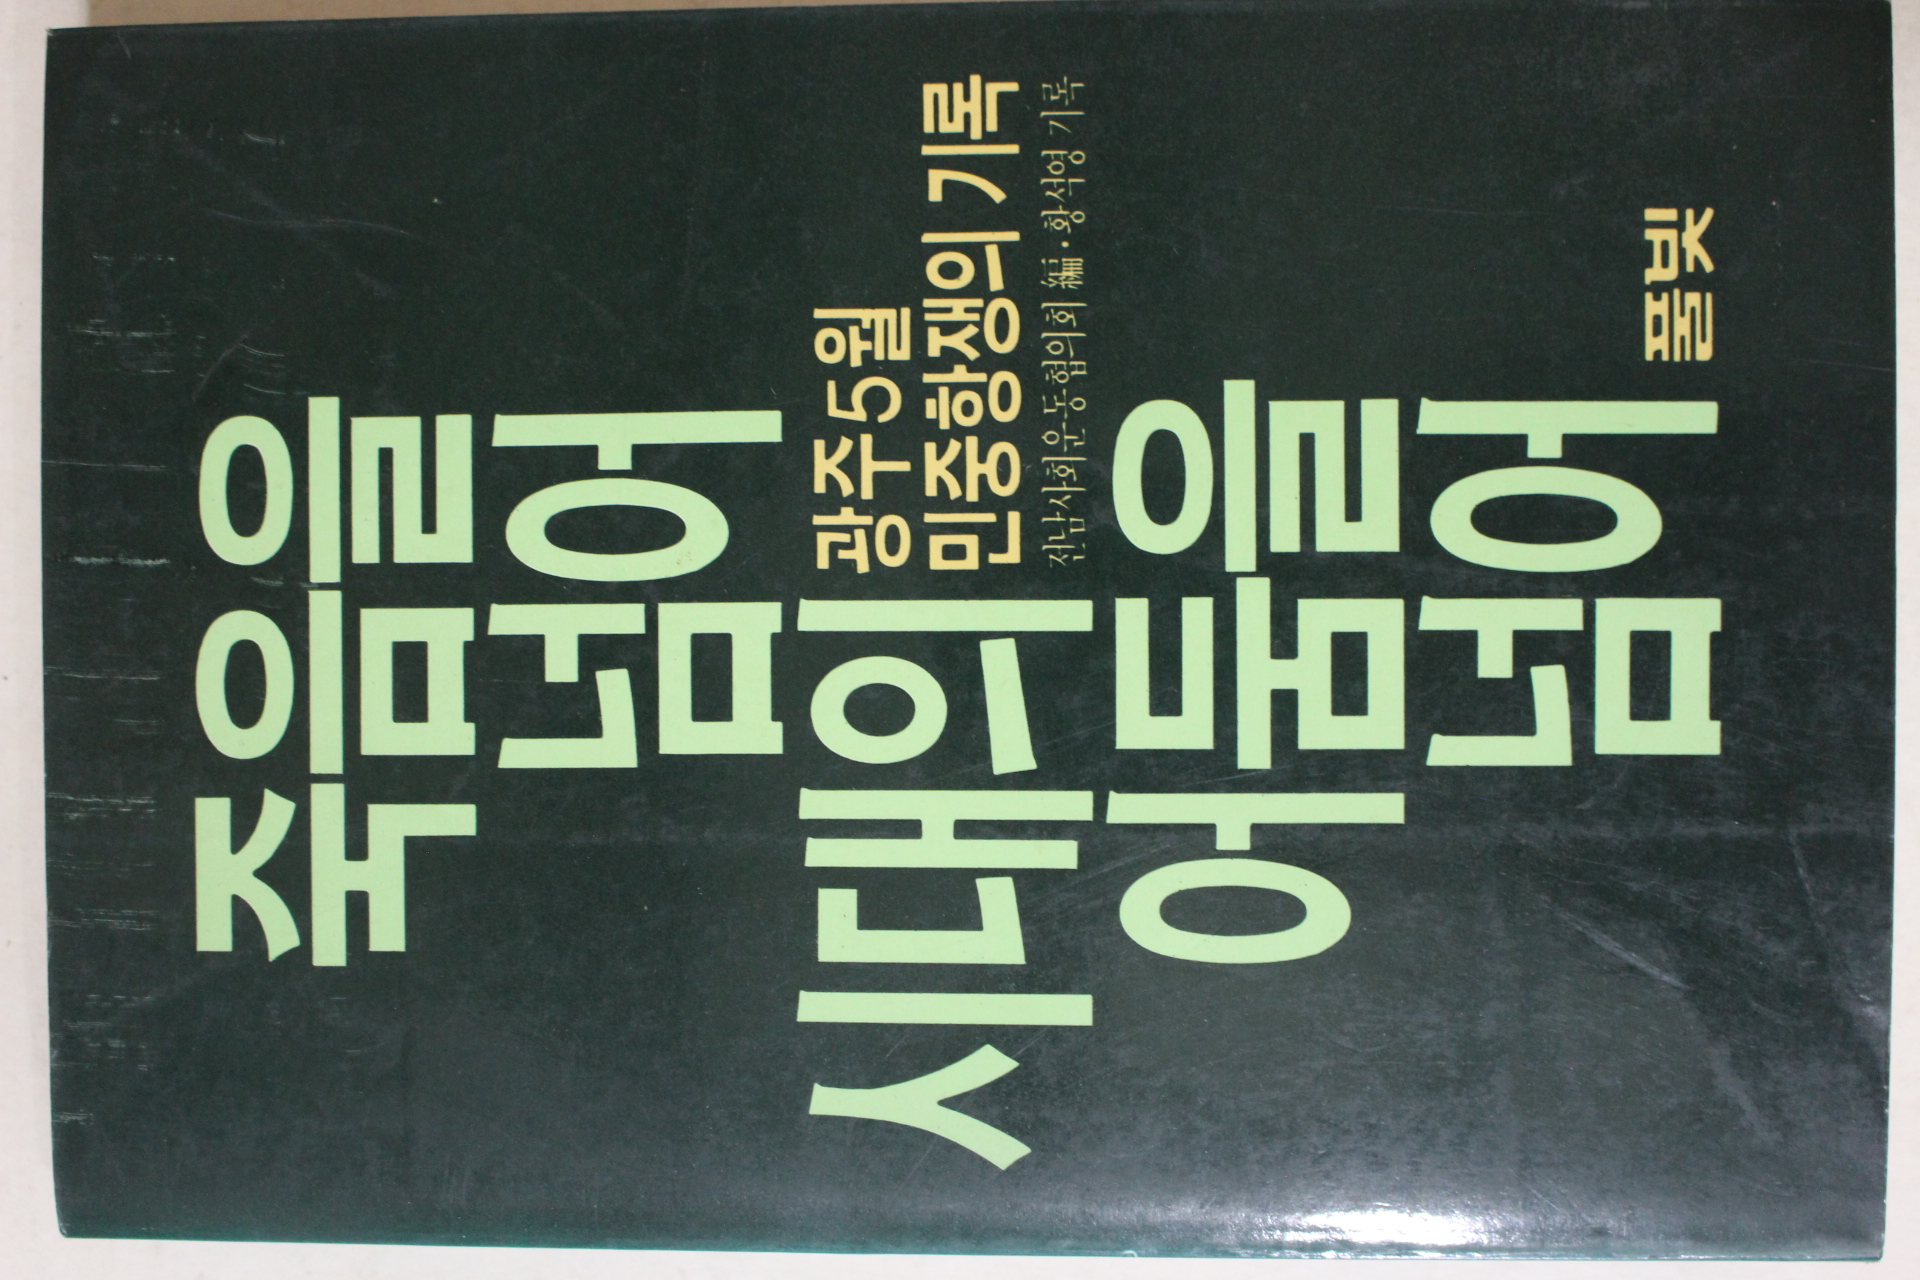 죽음을
넘어
시대의
어둠을
넘어
광주5월
민중항쟁의 기록
전남사회운동협의회 編·황석영 기록
풀빛